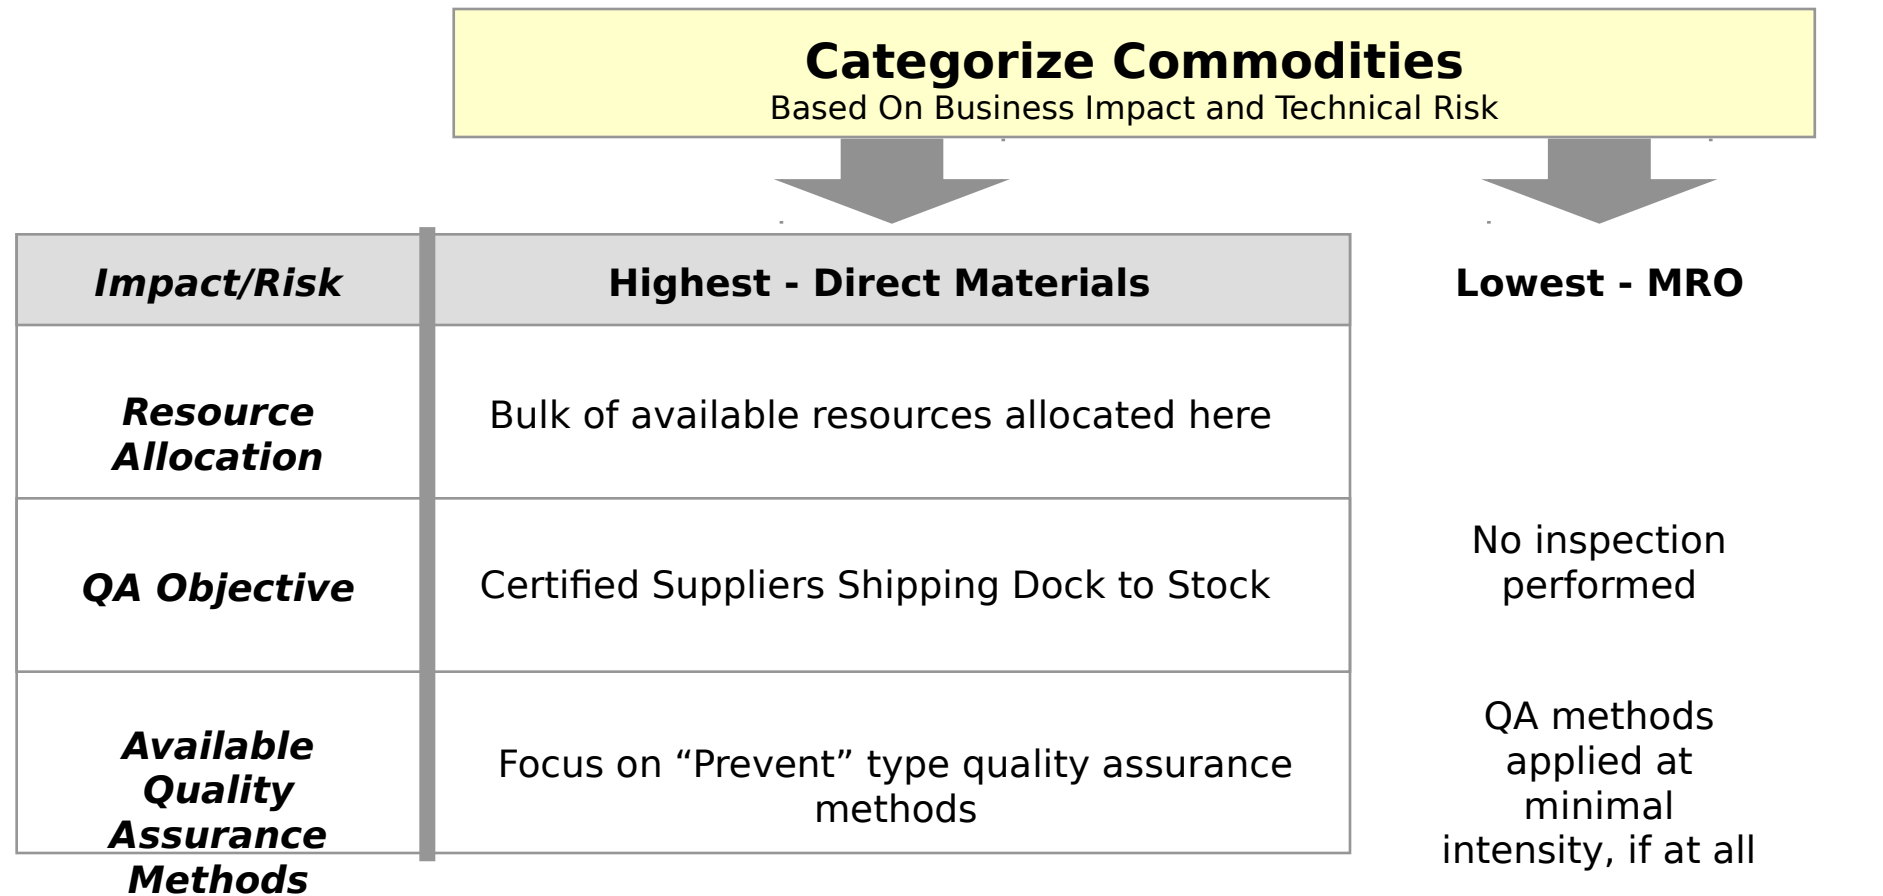 Categorize Commodities
Based On Business Impact and Technical Risk
Impact/Risk
Highest - Direct Materials
Lowest - MRO
Resource
Allocation
Bulk of available resources allocated here
QA Objective
Certified Suppliers Shipping Dock to Stock
No inspection
performed
Available
Quality
Assurance
Methods
Focus on “Prevent” type quality assurance
methods
QA methods
applied at
minimal
intensity, if at all